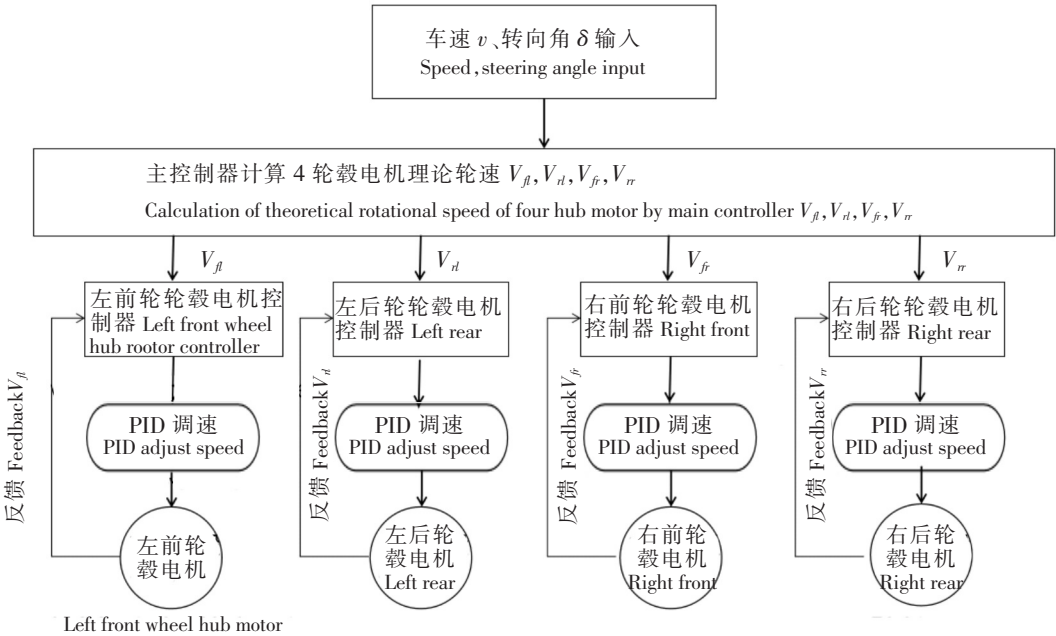 车速 v、转向角 δ 输入
Speed,steering angle input
主控制器计算 4 轮毂电机理论轮速 V_fl,V_rl,V_fr,V_rr
Calculation of theoretical rotational speed of four hub motor by main controller V_fl,V_rl,V_fr,V_rr
V_fl
V_rl
V_fr
V_rr
左前轮轮毂电机控
制器 Left front wheel
hub rootor controller
左后轮轮毂电机
控制器 Left rear
右前轮轮毂电机
控制器 Right front
右后轮轮毂电机
控制器 Right rear
反馈 FeedbackV_fl
PID 调速
PID adjust speed
反馈 FeedbackV_rl
PID 调速
PID adjust speed
反馈 FeedbackV_fr
PID 调速
PID adjust speed
反馈 FeedbackV_rr
PID 调速
PID adjust speed
左前轮
毂电机
左后轮
毂电机
Left rear
右前轮
毂电机
Right front
右后轮
毂电机
Right rear
Left front wheel hub motor